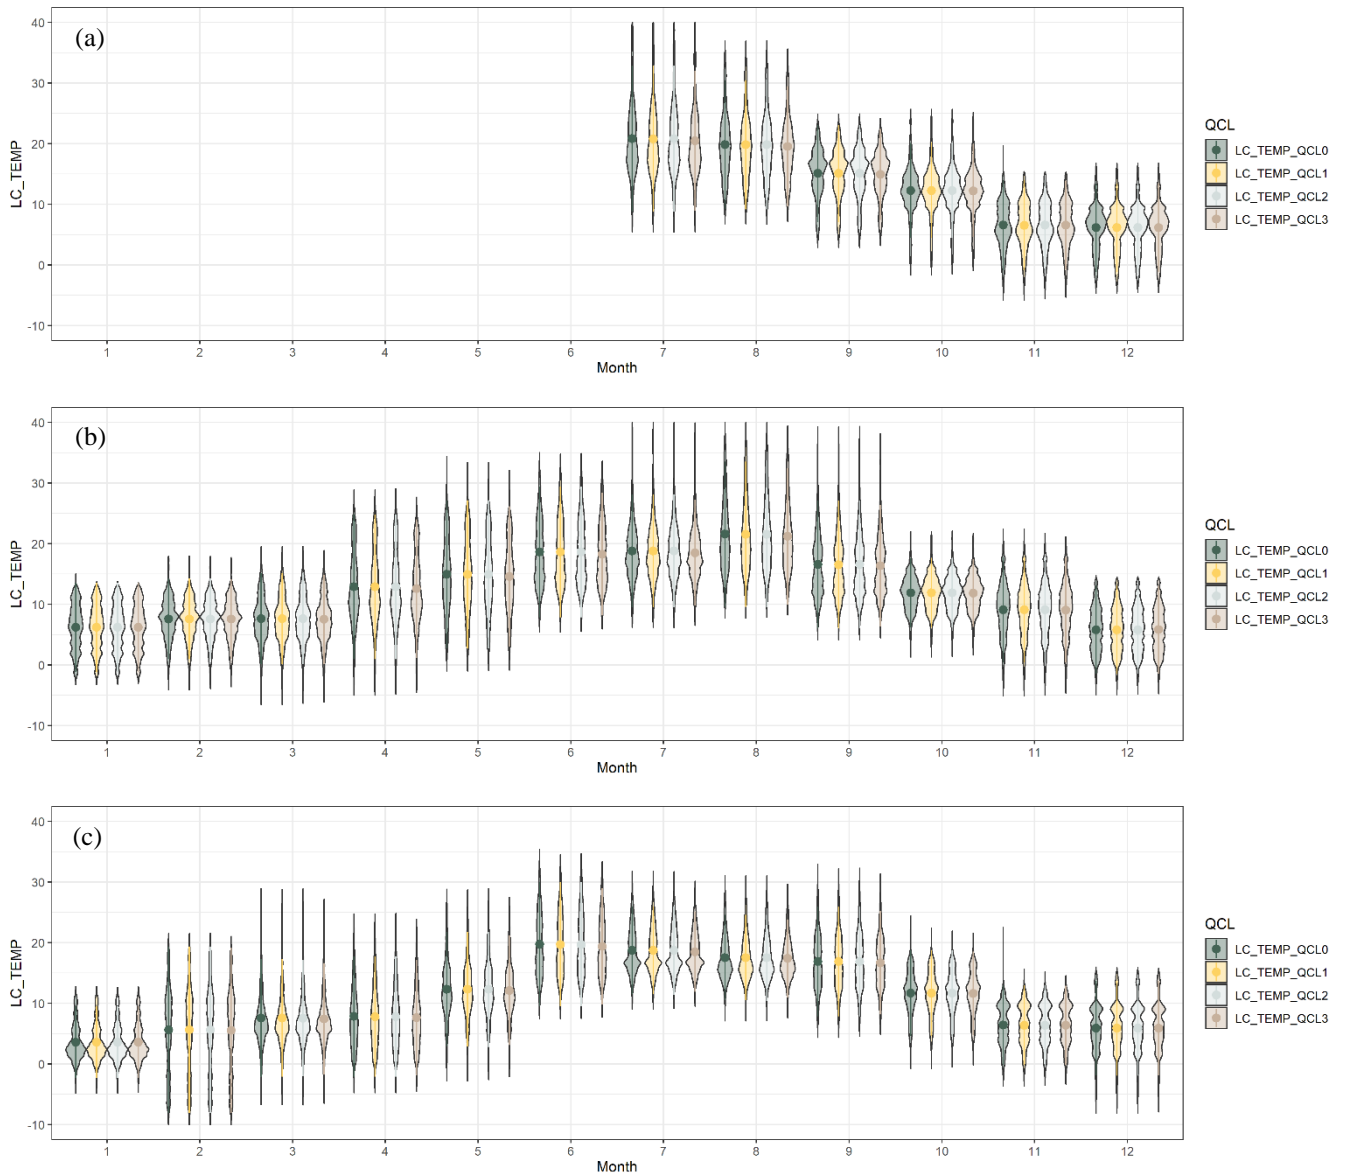 (a)
40
30
20
10
0
-10
LC_TEMP
1 2 3 4 5 6 7 8 9 10 11 12
Month
QCL
LC_TEMP_QCL0
LC_TEMP_QCL1
LC_TEMP_QCL2
LC_TEMP_QCL3
(b)
40
30
20
10
0
-10
LC_TEMP
1 2 3 4 5 6 7 8 9 10 11 12
Month
QCL
LC_TEMP_QCL0
LC_TEMP_QCL1
LC_TEMP_QCL2
LC_TEMP_QCL3
(c)
40
30
20
10
0
-10
LC_TEMP
1 2 3 4 5 6 7 8 9 10 11 12
Month
QCL
LC_TEMP_QCL0
LC_TEMP_QCL1
LC_TEMP_QCL2
LC_TEMP_QCL3